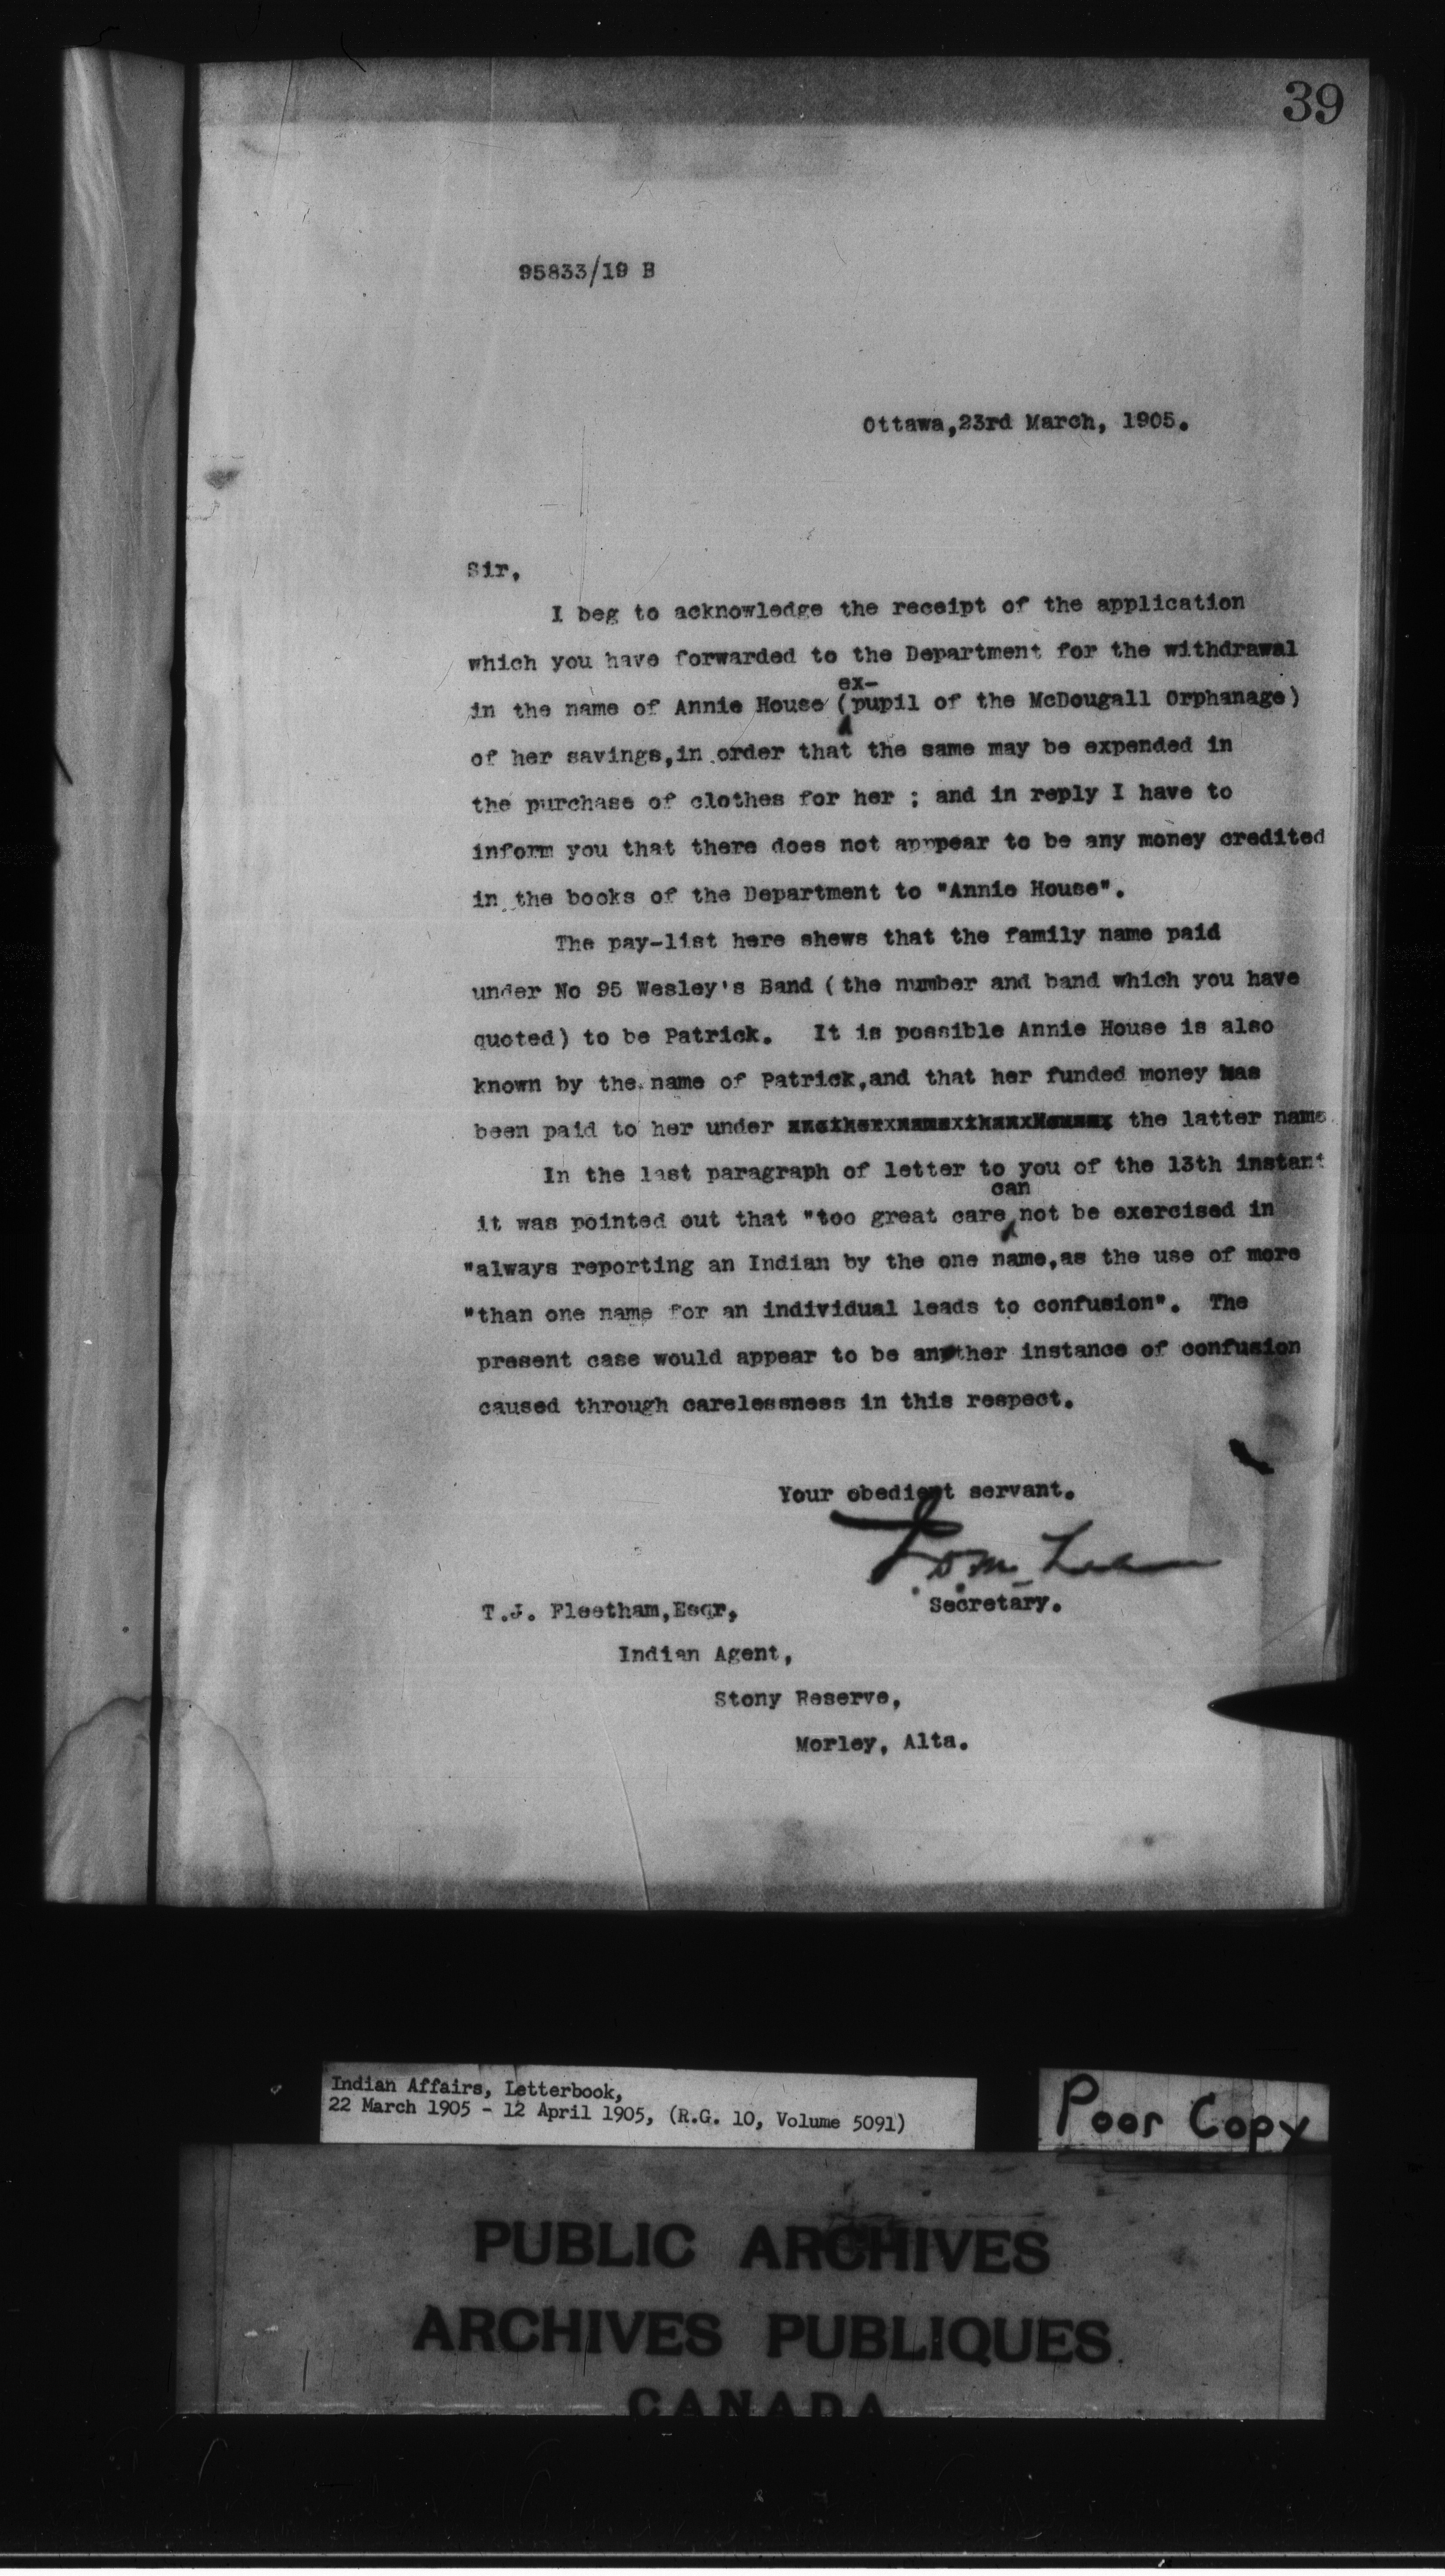 39
95833/19 B
Ottawa,23rd March, 1905.
Sir,
I beg to acknowledge the receipt of the application
which you have forwarded to the Department for the withdrawal
ex-
in the name of Annie House (pupil of the McDougall Orphanage)
of her savings,in order that the same may be expended in
the purchase of clothes for her ; and in reply I have to
inform you that there does not apppear to be any money credited
in the books of the Department to "Annie House".
The pay-list here shews that the family name paid
under No 95 Wesley's Band (the number and band which you have
quoted) to be Patrick. It is possible Annie House is also
known by the name of Patrick,and that her funded money has
been paid to her under the latter name
In the last paragraph of letter to you of the 13th instant
can
it was pointed out that "too great care not be exercised in
"always reporting an Indian by the one name,as the use of more
"than one name for an individual leads to confusion". The
present case would appear to be another instance of confusion
caused through carelessness in this respect.
Your obedient servant.
Secretary.
T.J. Fleetham,Esqr,
Indian Agent,
Stony Reserve,
Morley, Alta.
Indian Affairs, Letterbook,
22 March 1905 - 12 April 1905, (R.G. 10, Volume 5091)
Poor Copy
PUBLIC ARCHIVES
ARCHIVES PUBLIQUES
CANADA